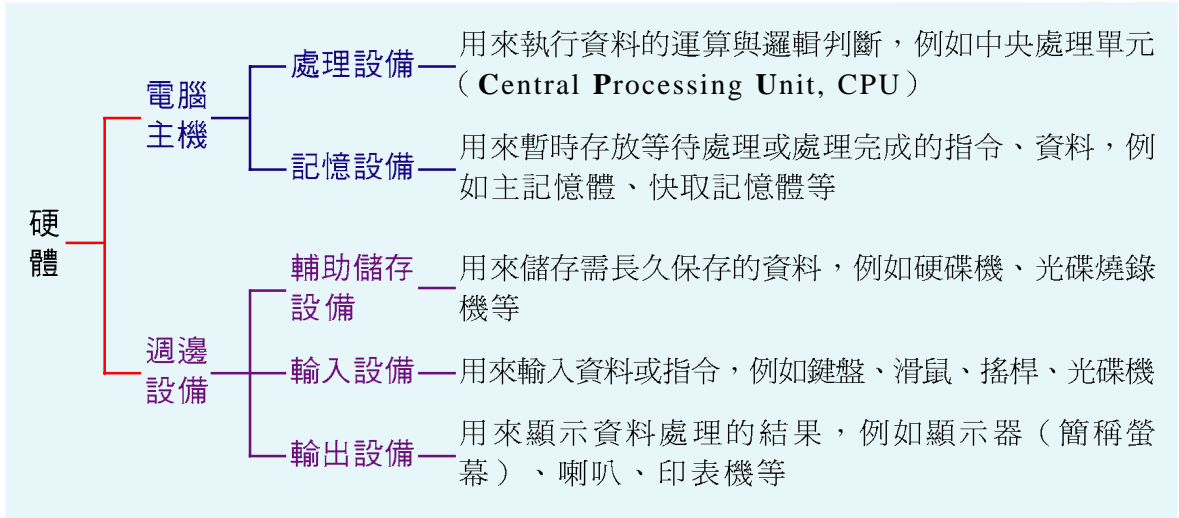 硬
體
電腦
主機
處理設備
用來執行資料的運算與邏輯判斷，例如中央處理單元
（Central Processing Unit, CPU）
記憶設備
用來暫時存放等待處理或處理完成的指令、資料，例
如主記憶體、快取記憶體等
週邊
設備
輔助儲存
設備
用來儲存需長久保存的資料，例如硬碟機、光碟燒錄
機等
輸入設備
用來輸入資料或指令，例如鍵盤、滑鼠、搖桿、光碟機
輸出設備
用來顯示資料處理的結果，例如顯示器（簡稱螢
幕）、喇叭、印表機等